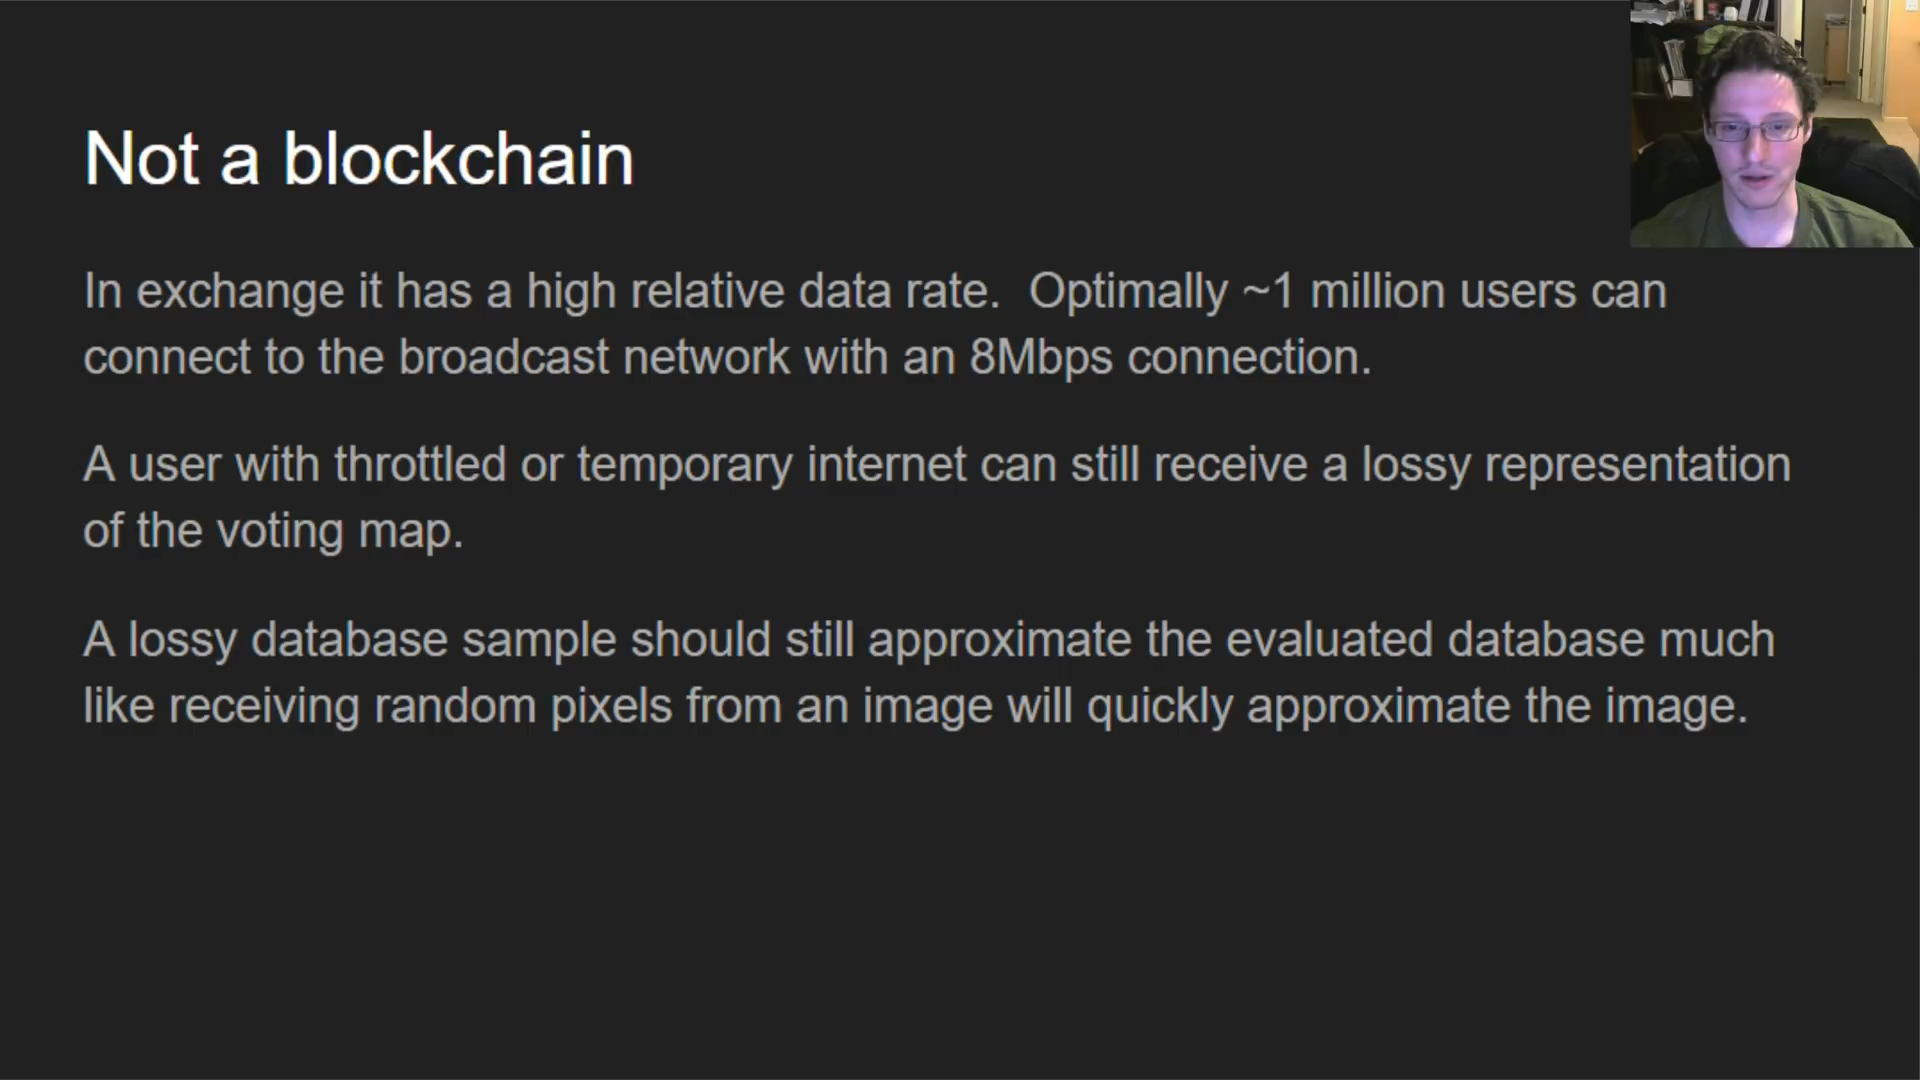 Not a blockchain
In exchange it has a high relative data rate.  Optimally ~1 million users can
connect to the broadcast network with an 8Mbps connection.
A user with throttled or temporary internet can still receive a lossy representation
of the voting map.
A lossy database sample should still approximate the evaluated database much
like receiving random pixels from an image will quickly approximate the image.